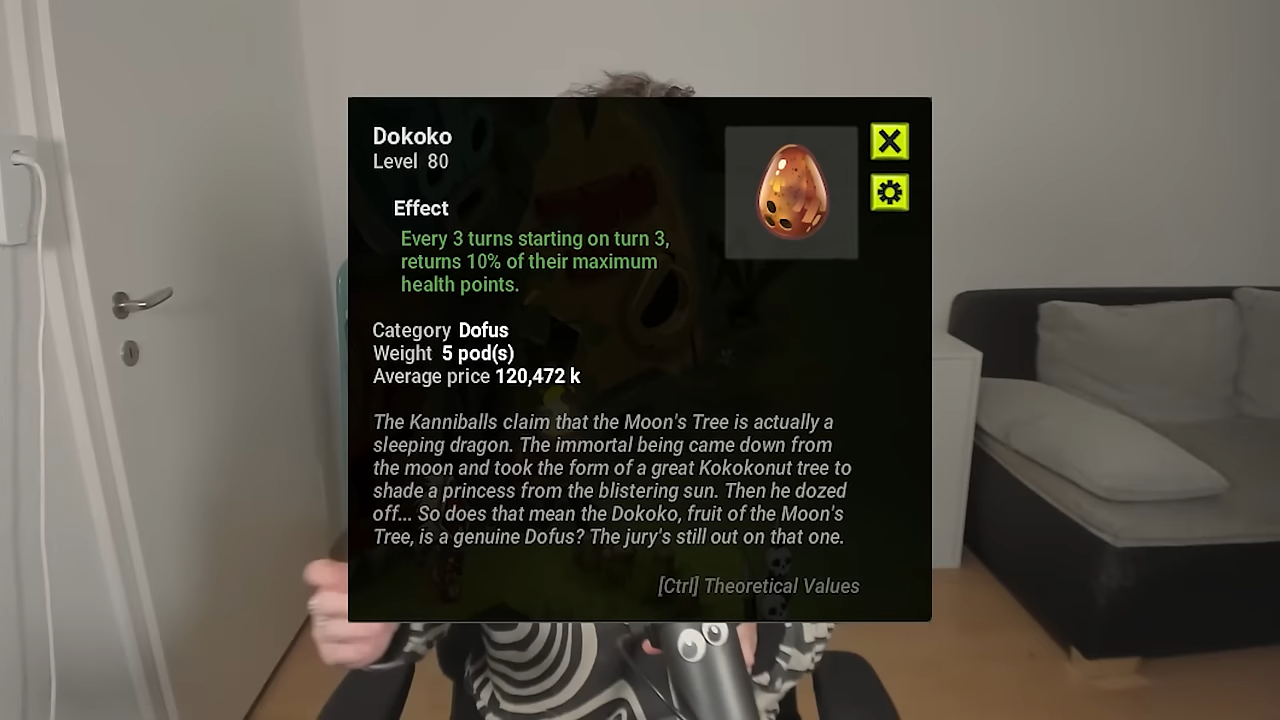 Dokoko
Level 80
Effect
Every 3 turns starting on turn 3,
returns 10% of their maximum
health points.
Category Dofus
Weight 5 pod(s)
Average price 120,472 k
The Kanniballs claim that the Moon's Tree is actually a
sleeping dragon. The immortal being came down from
the moon and took the form of a great Kokokonut tree to
shade a princess from the blistering sun. Then he dozed
off... So does that mean the Dokoko, fruit of the Moon's
Tree, is a genuine Dofus? The jury's still out on that one.
[Ctrl] Theoretical Values